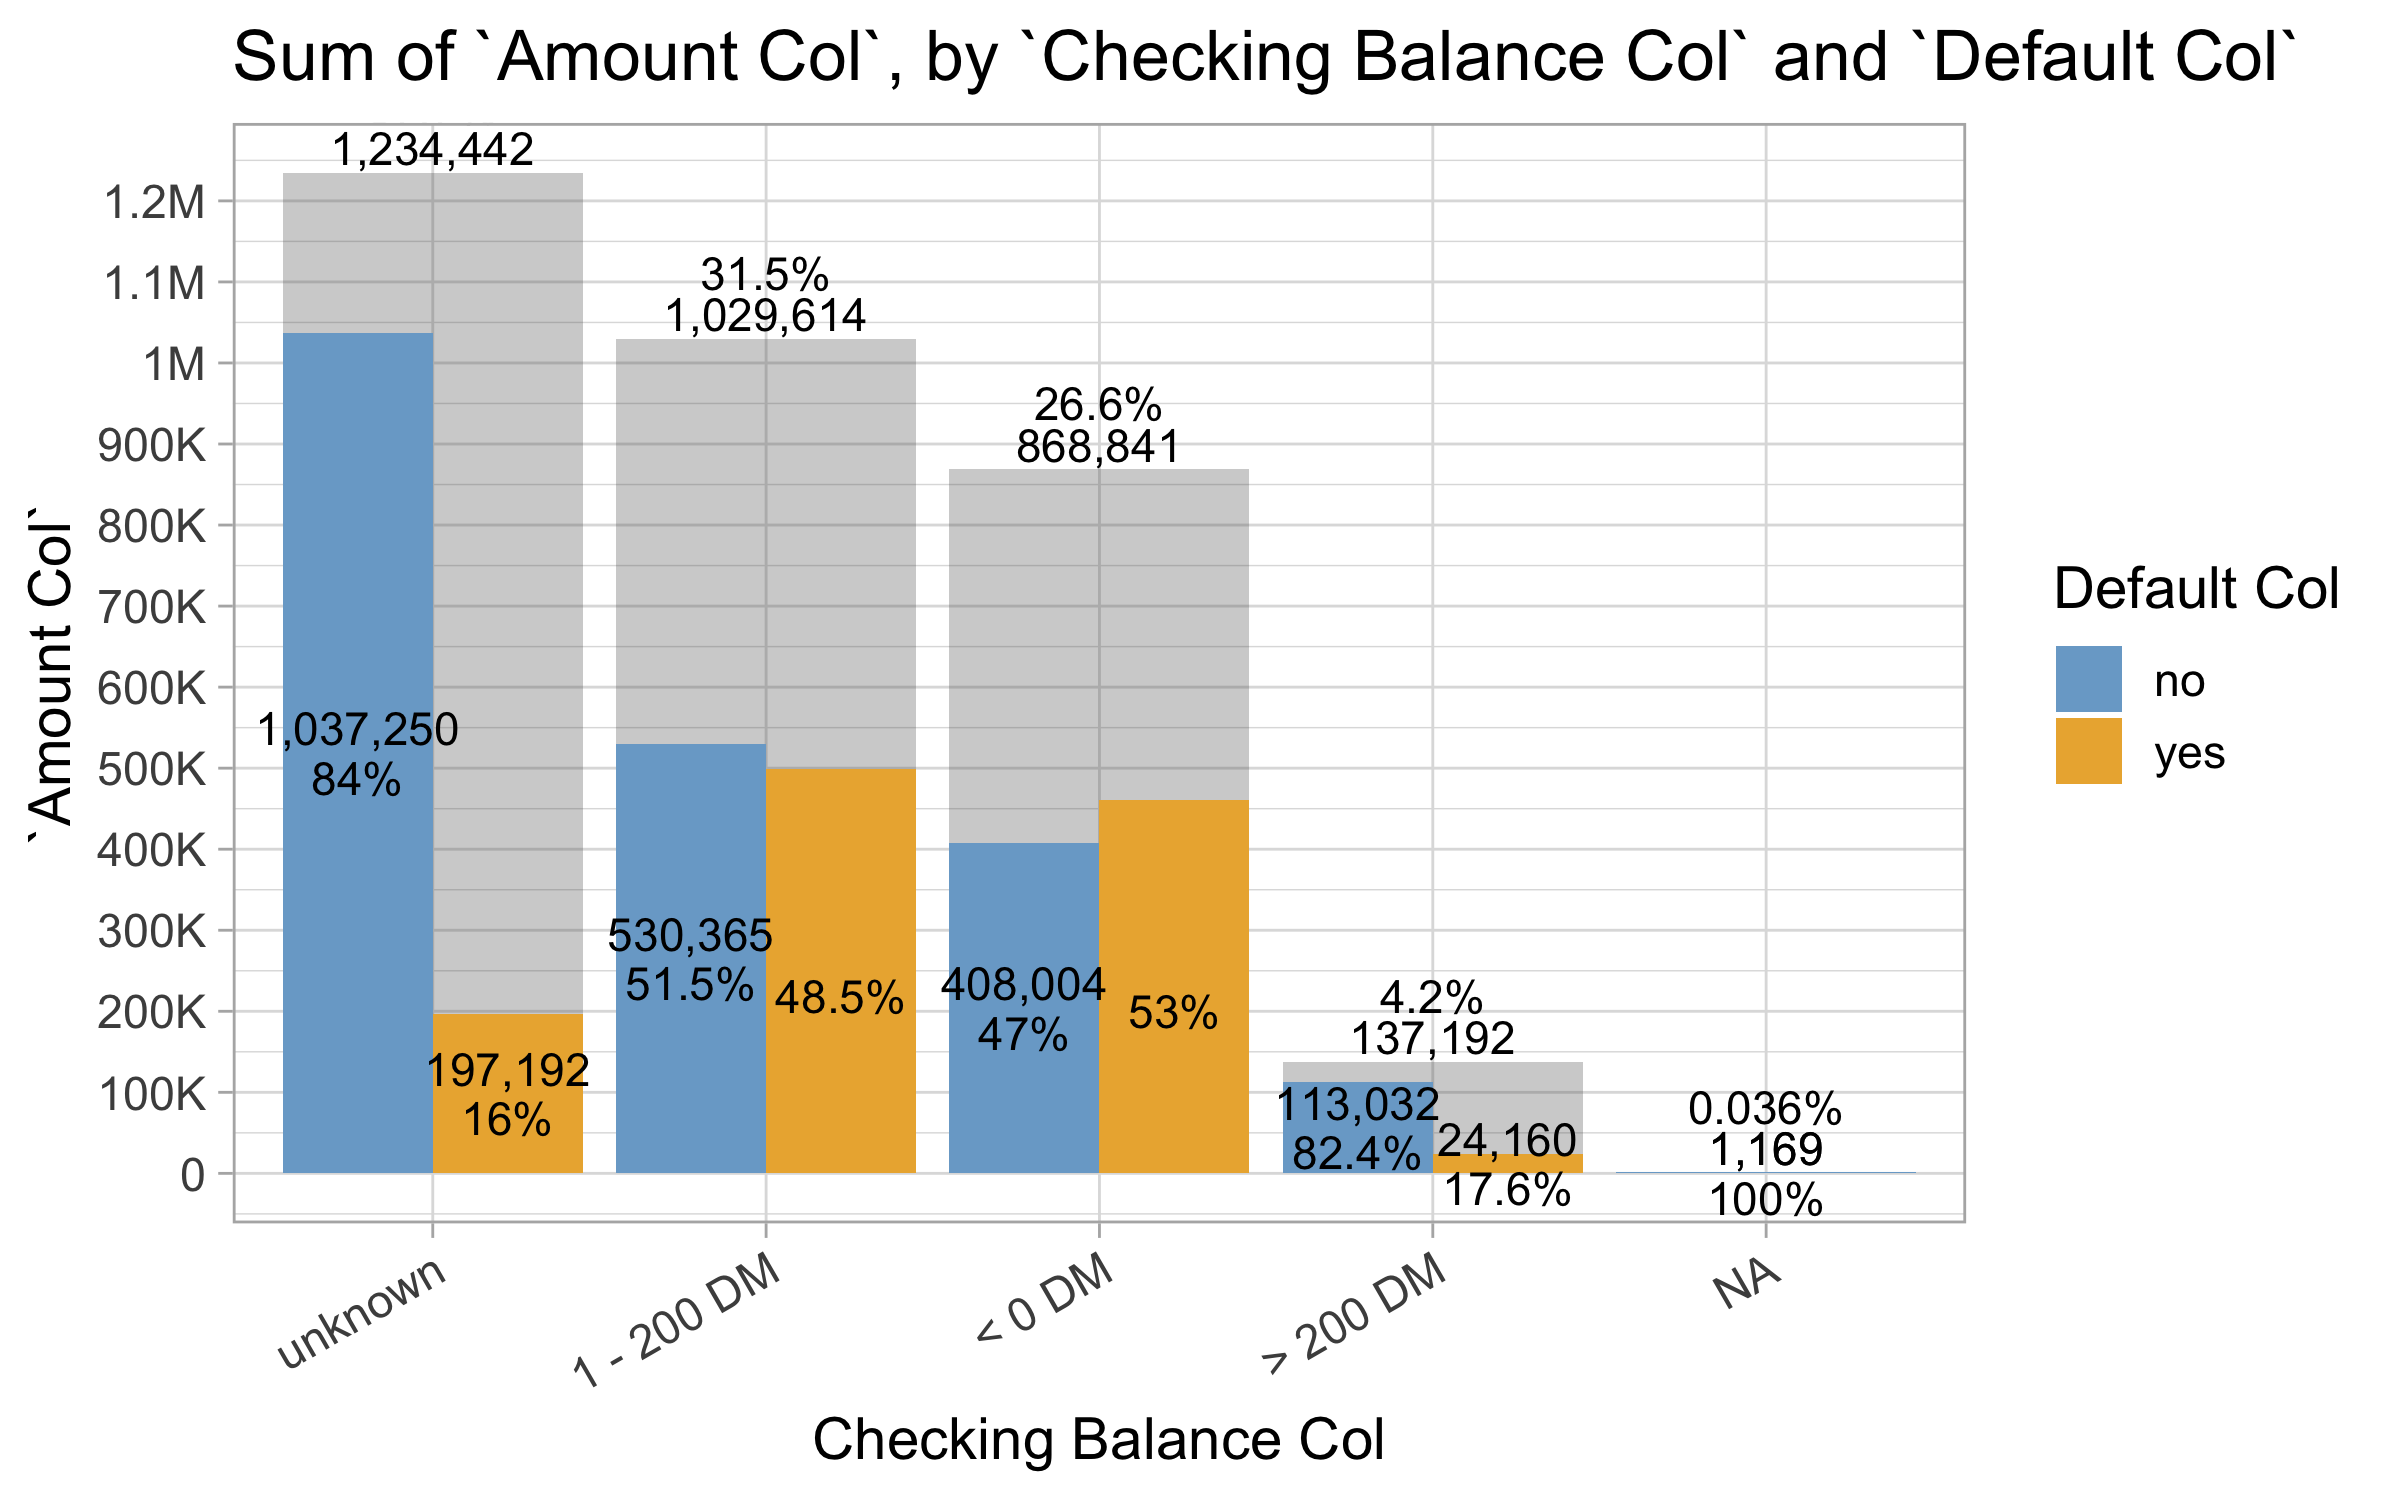 Sum of `Amount Col`, by `Checking Balance Col` and `Default Col`
`Amount Col`
1.2M
1.1M
1M
900K
800K
700K
600K
500K
400K
300K
200K
100K
0
1,234,442
1,037,250
84%
197,192
16%
31.5%
1,029,614
530,365
51.5%
48.5%
26.6%
868,841
408,004
47%
53%
4.2%
137,192
113,032
82.4%
24,160
17.6%
0.036%
1,169
100%
unknown
1 - 200 DM
< 0 DM
> 200 DM
NA
Checking Balance Col
Default Col
no
yes